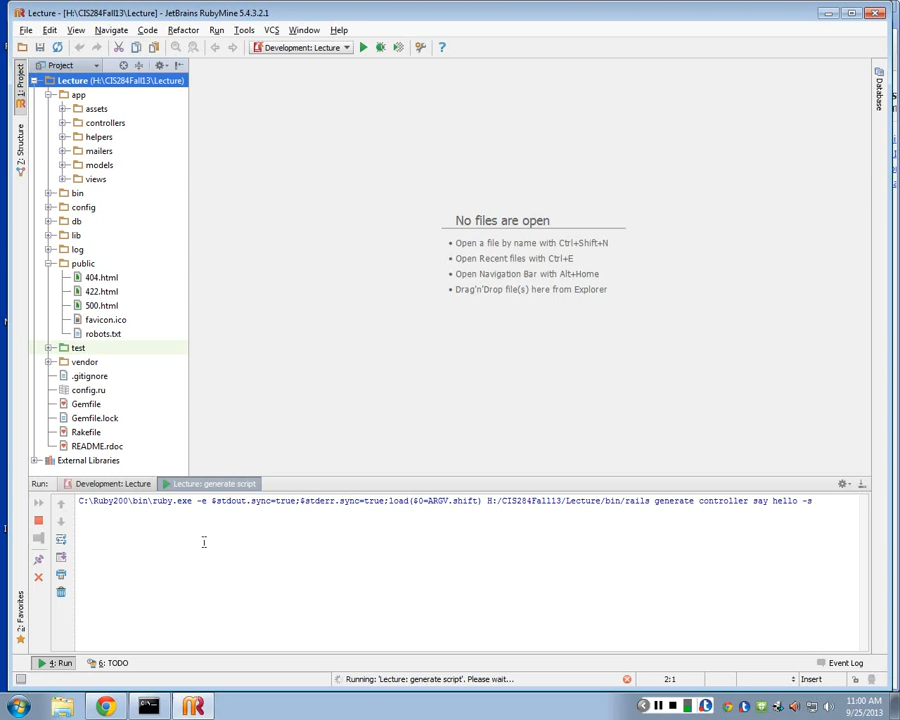 Lecture - [H:\CIS284Fall13\Lecture] - JetBrains RubyMine 5.4.3.2.1
File Edit View Navigate Code Refactor Run Tools VCS Window Help
Development: Lecture
Project
Lecture (H:\CIS284Fall13\Lecture)
app
assets
controllers
helpers
mailers
models
views
bin
config
db
lib
log
public
404.html
422.html
500.html
favicon.ico
robots.txt
test
vendor
.gitignore
config.ru
Gemfile
Gemfile.lock
Rakefile
README.rdoc
External Libraries
1: Project
7: Structure
2: Favorites
Database
No files are open
• Open a file by name with Ctrl+Shift+N
• Open Recent files with Ctrl+E
• Open Navigation Bar with Alt+Home
• Drag'n'Drop file(s) here from Explorer
Run: Development: Lecture Lecture: generate script
C:\Ruby200\bin\ruby.exe -e $stdout.sync=true;$stderr.sync=true;load($0=ARGV.shift) H:/CIS284Fall13/Lecture/bin/rails generate controller say hello -s
4: Run 6: TODO Event Log
Running: 'Lecture: generate script'. Please wait... 2:1 Insert
11:00 AM
9/25/2013